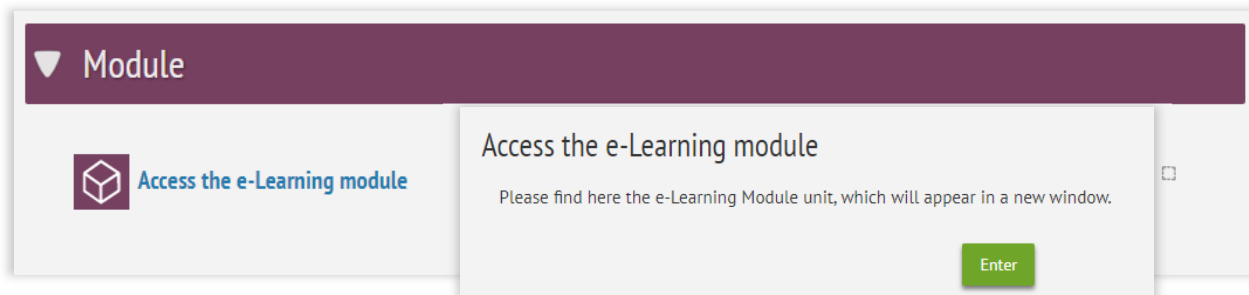 Module
Access the e-Learning module
Access the e-Learning module
Please find here the e-Learning Module unit, which will appear in a new window.
Enter